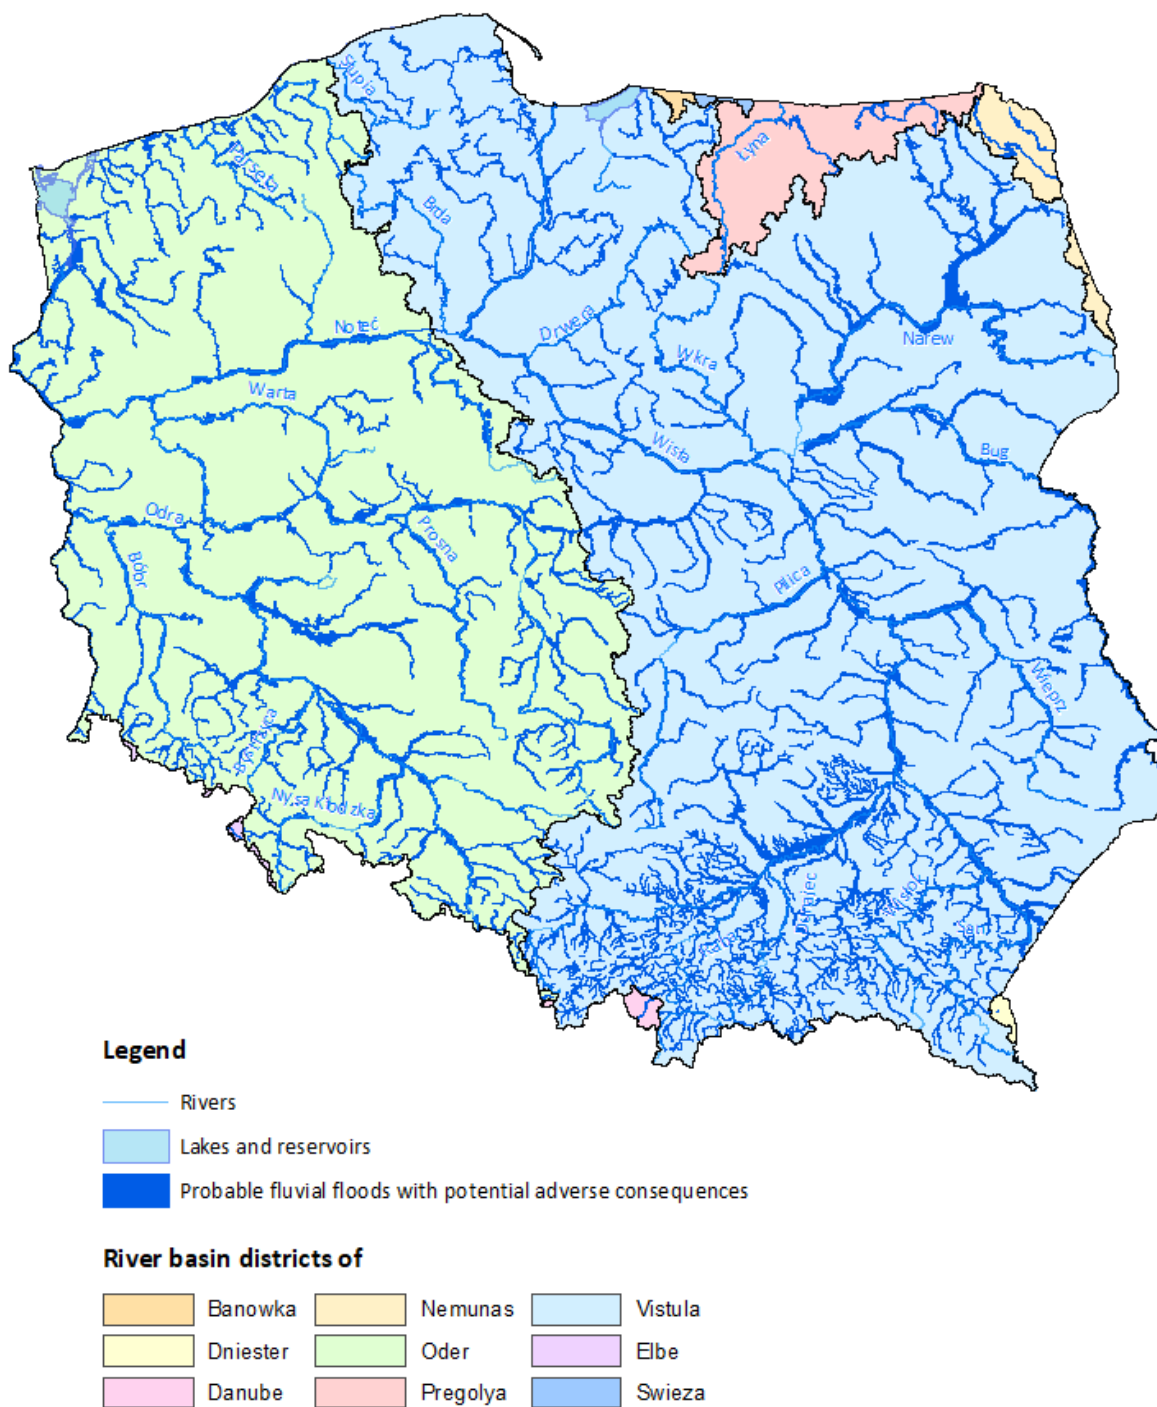 Słupia
Łyna
Parsęta
Brda
Noteć
Drwęca
Narew
Wkra
Warta
Wisła
Bug
Odra
Prosna
Bóbr
Pilica
Wieprz
Bystrzyca
Nysa Kłodzka
Dunajec
Wisłok
Raba
San
Legend
Rivers
Lakes and reservoirs
Probable fluvial floods with potential adverse consequences
River basin districts of
Banowka Nemunas Vistula
Dniester Oder Elbe
Danube Pregolya Swieza